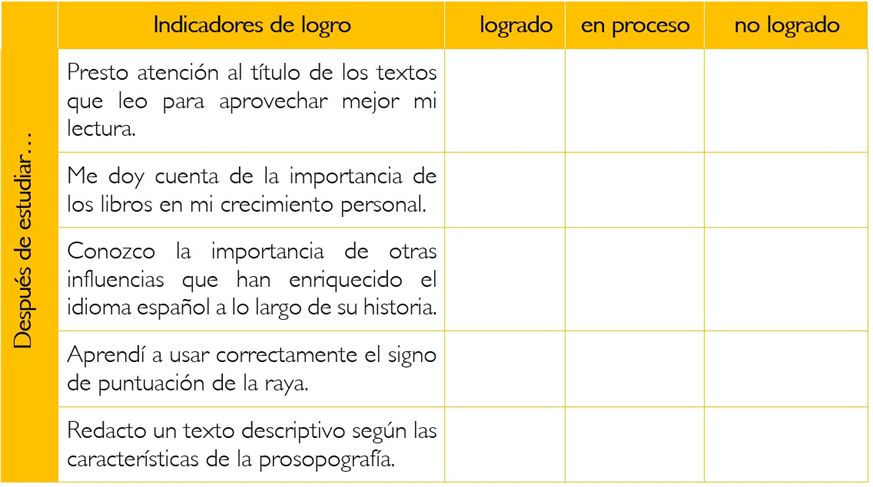 Indicadores de logro logrado en proceso no logrado
Después de estudiar...
Presto atención al título de los textos
que leo para aprovechar mejor mi
lectura.
Me doy cuenta de la importancia de
los libros en mi crecimiento personal.
Conozco la importancia de otras
influencias que han enriquecido el
idioma español a lo largo de su historia.
Aprendí a usar correctamente el signo
de puntuación de la raya.
Redacto un texto descriptivo según las
características de la prosopografía.